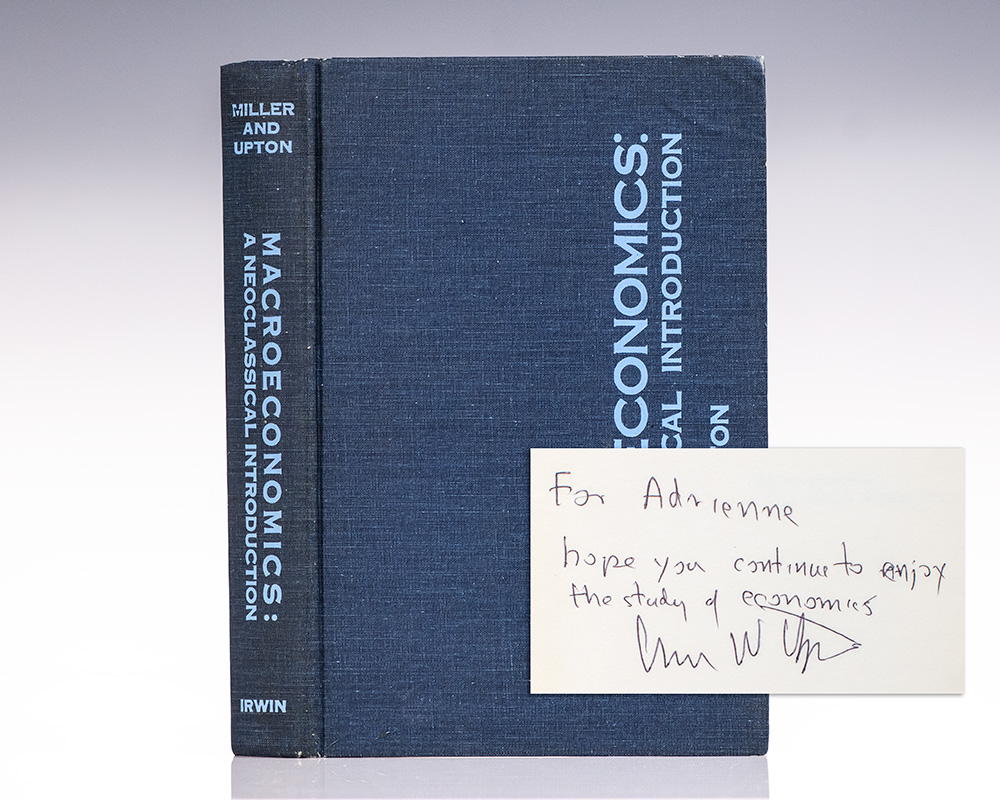 MILLER
AND
UPTON
MACROECONOMICS:
A NEOCLASSICAL INTRODUCTION
IRWIN
ECONOMICS:
CAL INTRODUCTION
ON
For Adrienne
hope you continue to enjoy
the study of economics